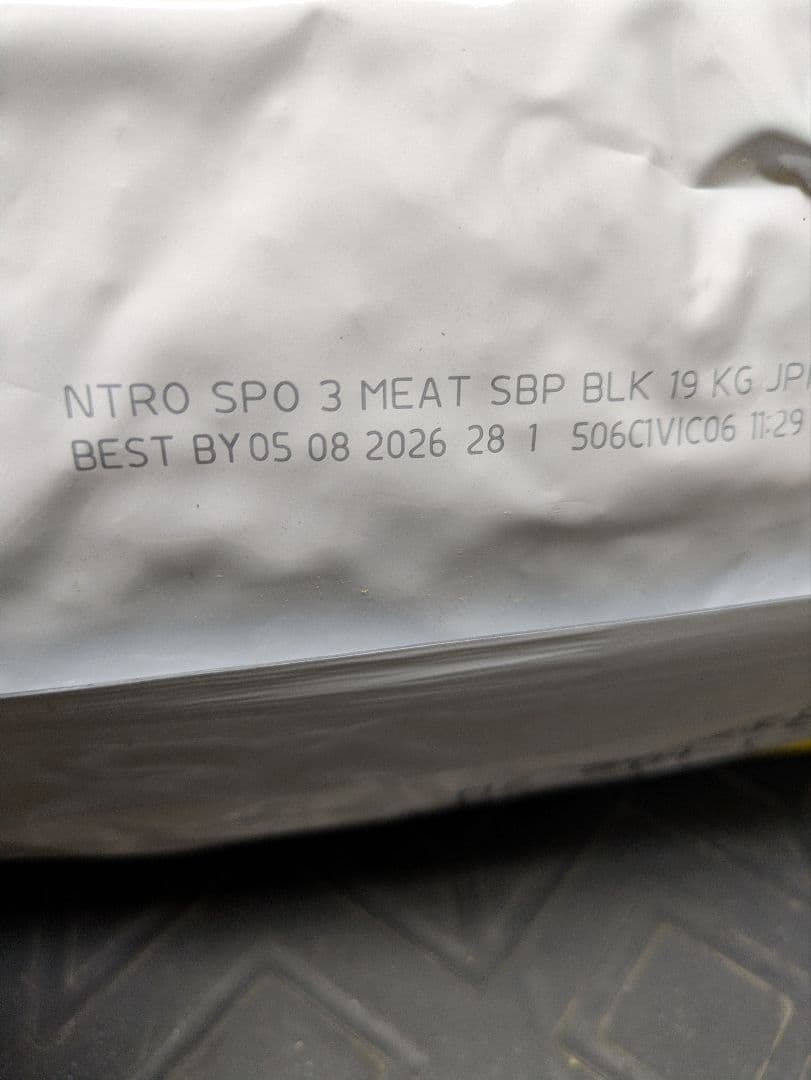 NTRO SPO 3 MEAT SBP BLK 19 KG
BEST BY 05 08 2026 28 1 506C1VIC06 11:29